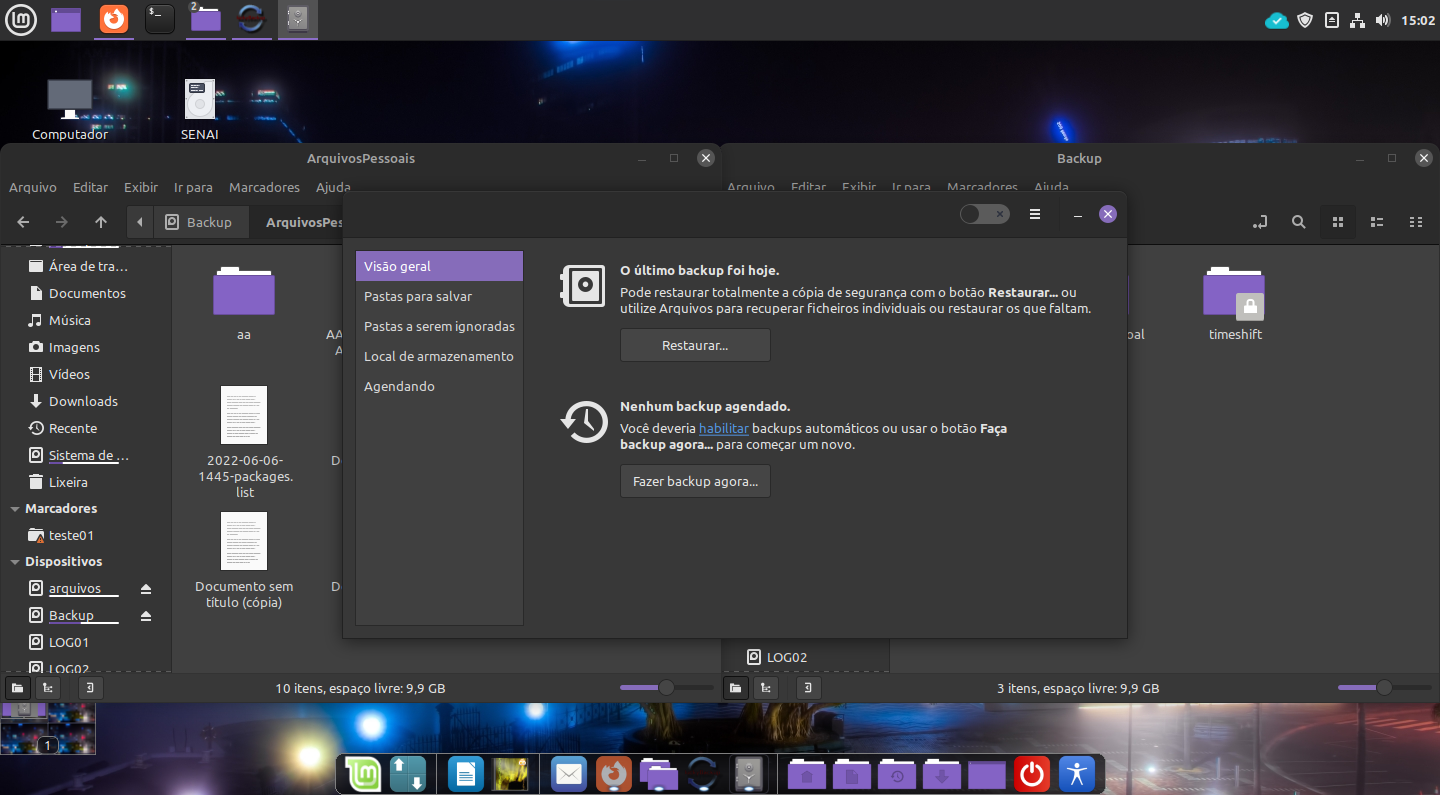 2
15:02
Computador
SENAI
ArquivosPessoais
Arquivo Editar Exibir Ir para Marcadores Ajuda
Backup
ArquivosPes
Área de tra...
Documentos
Música
Imagens
Vídeos
Downloads
Recente
Sistema de ...
Lixeira
Marcadores
teste01
Dispositivos
arquivos
Backup
LOG01
LOG02
aa
2022-06-06-
1445-packages.
list
Documento sem
título (cópia)
10 itens, espaço livre: 9,9 GB
Backup
Arquivo Editar Exibir Ir para Marcadores Ajuda
oal
timeshift
LOG02
3 itens, espaço livre: 9,9 GB
Visão geral
Pastas para salvar
Pastas a serem ignoradas
Local de armazenamento
Agendando
O último backup foi hoje.
Pode restaurar totalmente a cópia de segurança com o botão Restaurar... ou
utilize Arquivos para recuperar ficheiros individuais ou restaurar os que faltam.
Restaurar...
Nenhum backup agendado.
Você deveria habilitar backups automáticos ou usar o botão Faça
backup agora... para começar um novo.
Fazer backup agora...
1